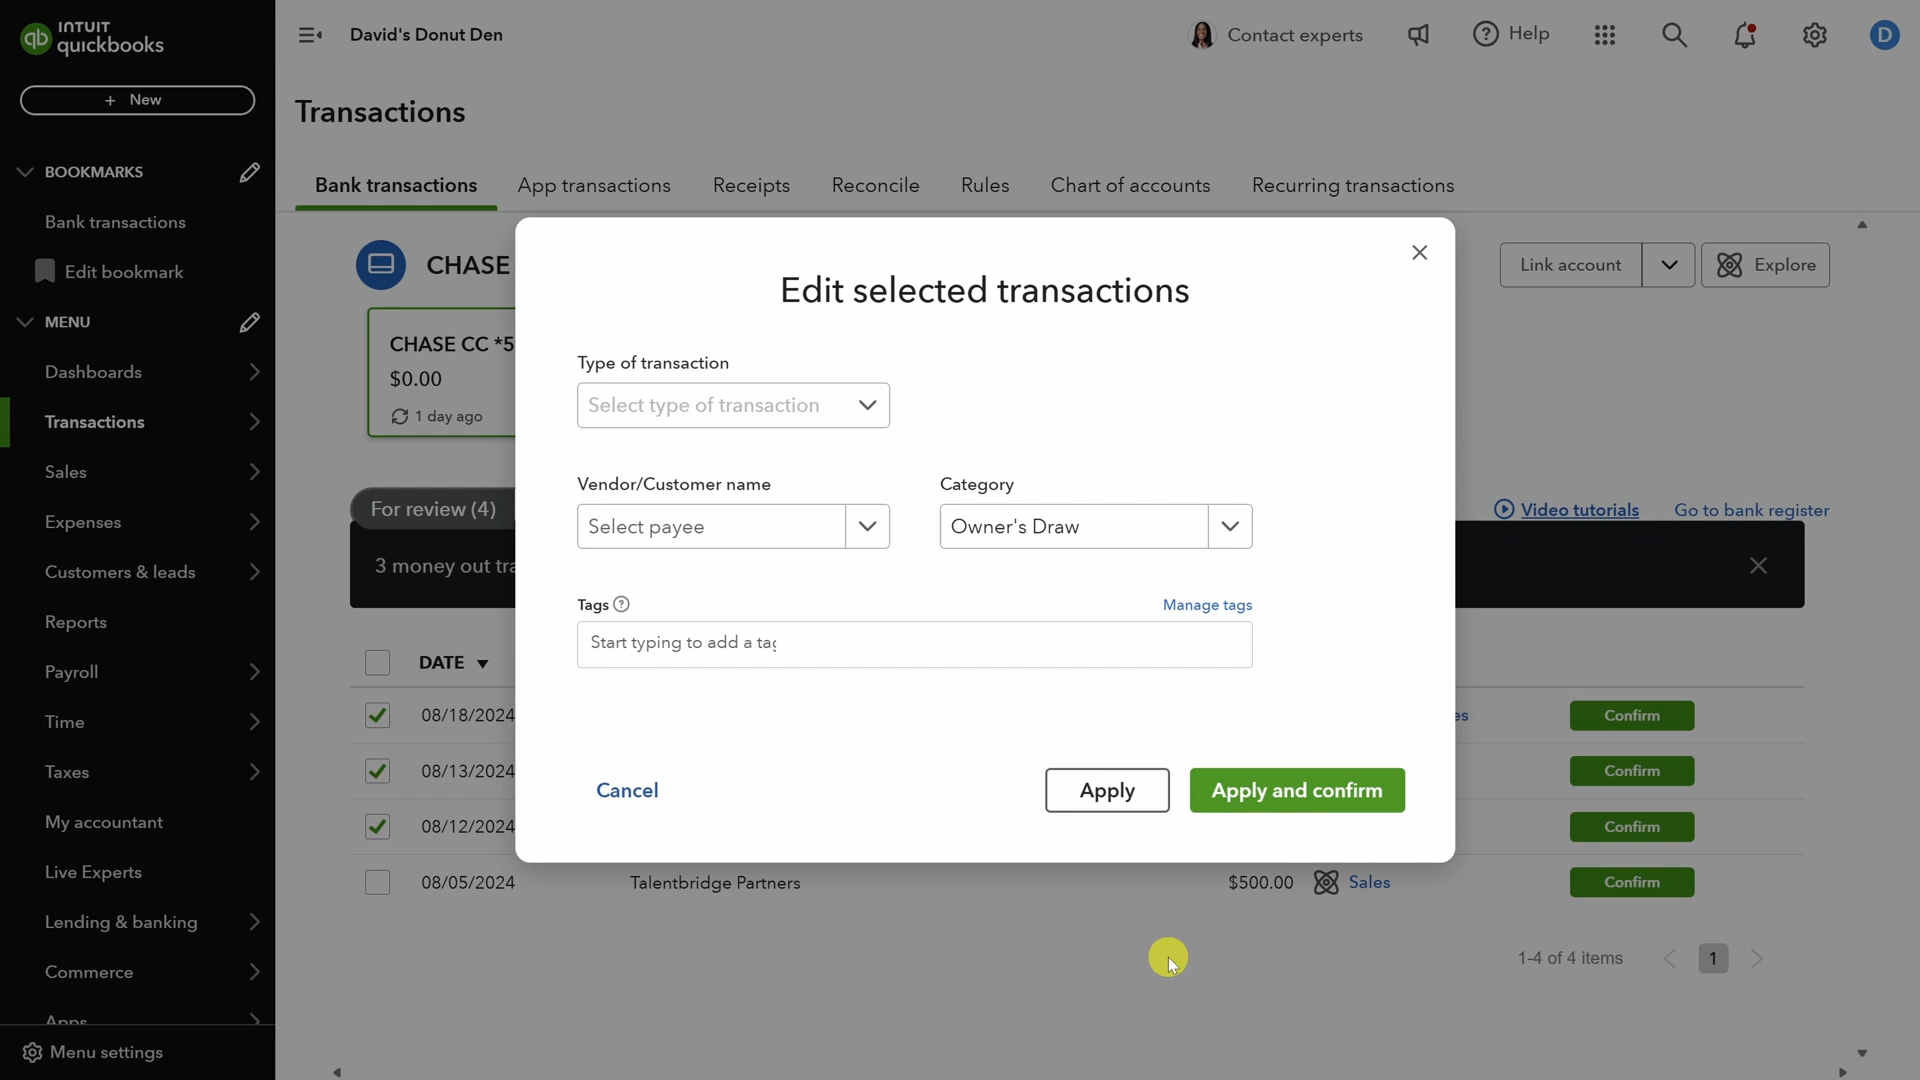 INTUIT
quickbooks
David's Donut Den
Contact experts
Help
D
+ New
Transactions
BOOKMARKS
Bank transactions
App transactions
Receipts
Reconcile
Rules
Chart of accounts
Recurring transactions
Bank transactions
Edit bookmark
CHASE
Link account
Explore
MENU
Edit selected transactions
CHASE CC *5
$0.00
1 day ago
Dashboards
Transactions
Sales
Expenses
Customers & leads
Reports
Payroll
Time
Taxes
My accountant
Live Experts
Lending & banking
Commerce
Apps
Menu settings
Type of transaction
Select type of transaction
Vendor/Customer name
Select payee
Category
Owner's Draw
Tags
Manage tags
Start typing to add a tag
Cancel
Apply
Apply and confirm
For review (4)
Video tutorials
Go to bank register
3 money out
DATE
08/18/2024
Confirm
08/13/2024
Confirm
08/12/2024
Confirm
08/05/2024 Talentbridge Partners $500.00 Sales Confirm
1-4 of 4 items
1